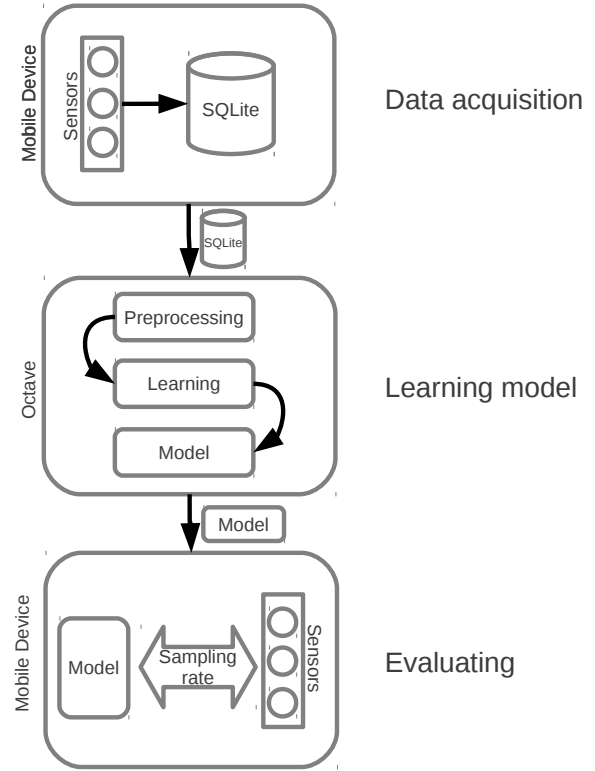 Mobile Device
Sensors
SQLite
Data acquisition
SQLite
Octave
Preprocessing
Learning
Model
Learning model
Model
Mobile Device
Model
Sampling
rate
Sensors
Evaluating